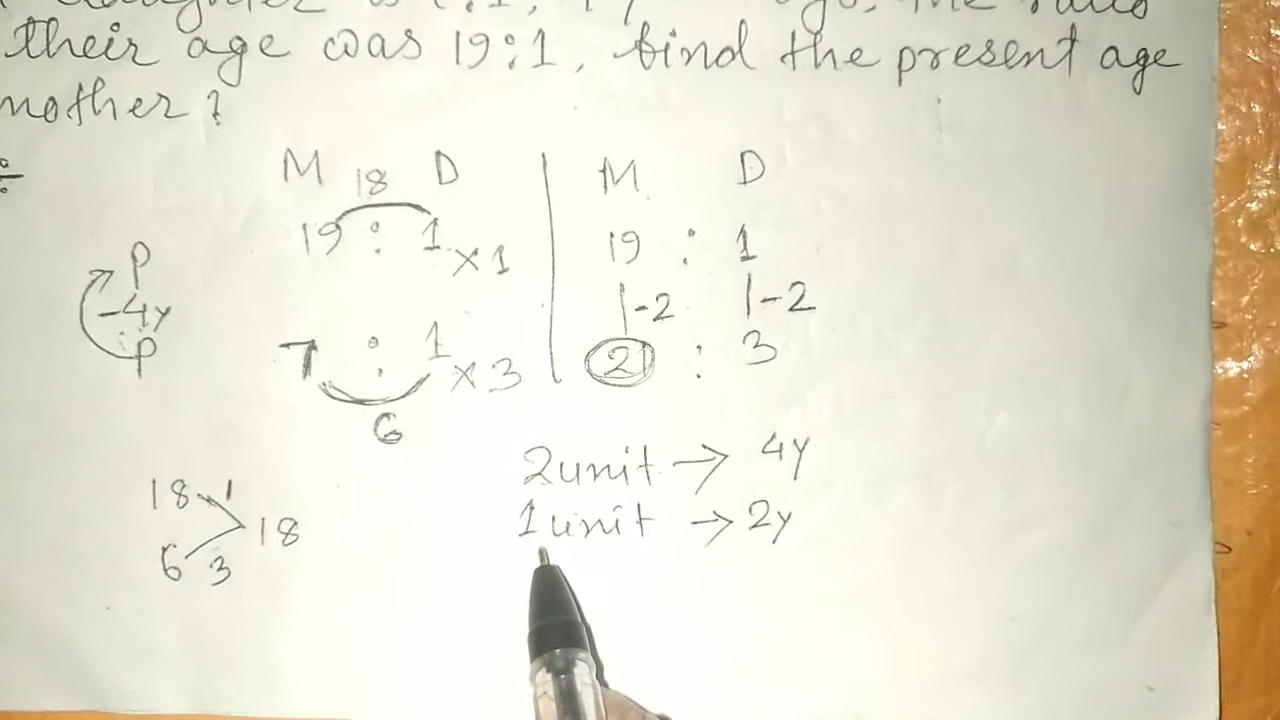 their age was 19:1, find the present age
mother?
M 18 D
19 : 1 ×1
P
-4y
P
7 : 1 ×3
6
M D
19 : 1
|-2 |-2
21 : 3
18 1
18
6 3
2unit → 4y
1unit → 2y